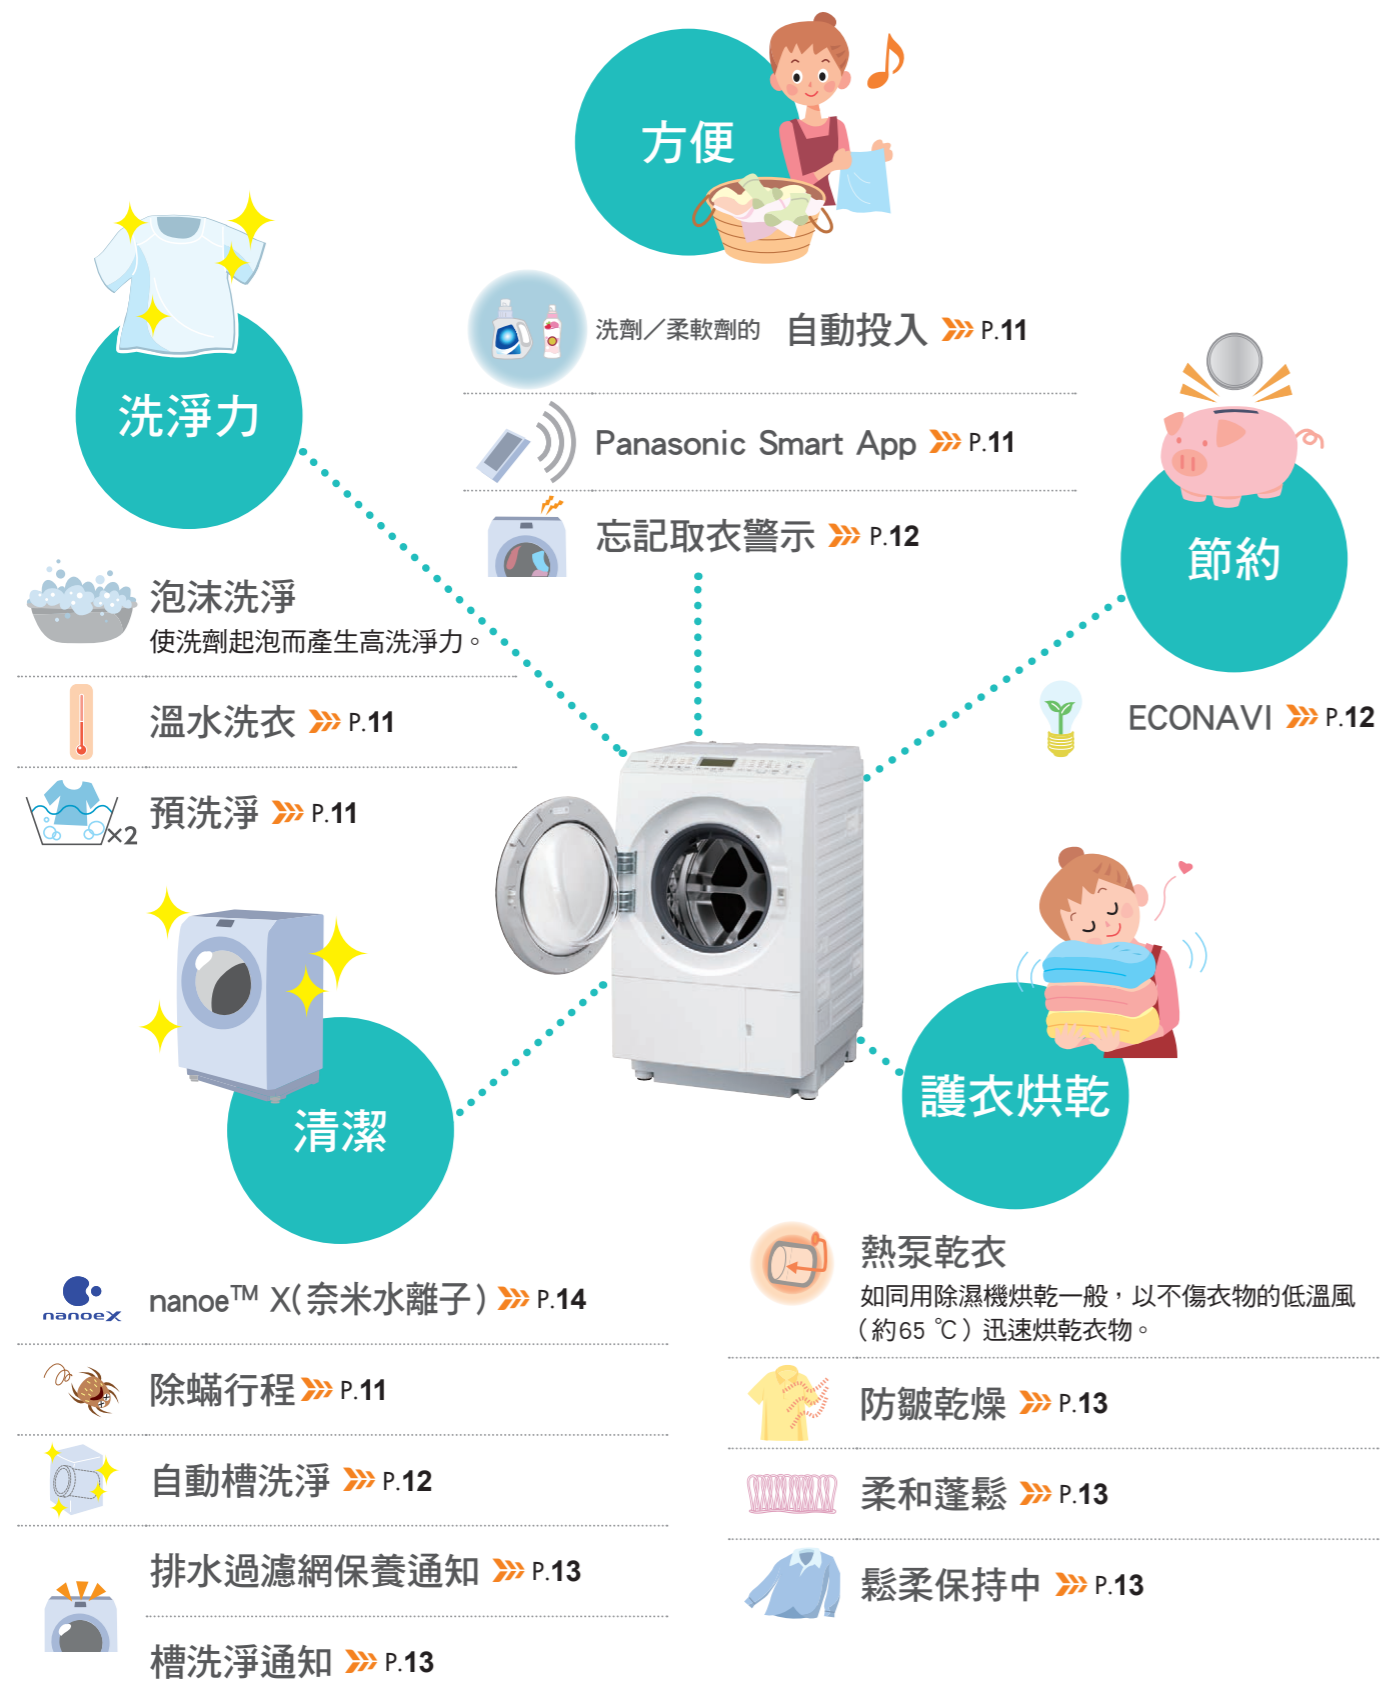 方便
洗劑／柔軟劑的 自動投入 P.11
Panasonic Smart App P.11
忘記取衣警示 P.12
洗淨力
泡沫洗淨
使洗劑起泡而產生高洗淨力。
溫水洗衣 P.11
×2
預洗淨 P.11
節約
ECONAVI P.12
清潔
nanoeX
nanoe™ X(奈米水離子) P.14
除蟎行程 P.11
自動槽洗淨 P.12
排水過濾網保養通知 P.13
槽洗淨通知 P.13
護衣烘乾
熱泵乾衣
如同用除濕機烘乾一般，以不傷衣物的低溫風
（約65 ℃）迅速烘乾衣物。
防皺乾燥 P.13
柔和蓬鬆 P.13
鬆柔保持中 P.13